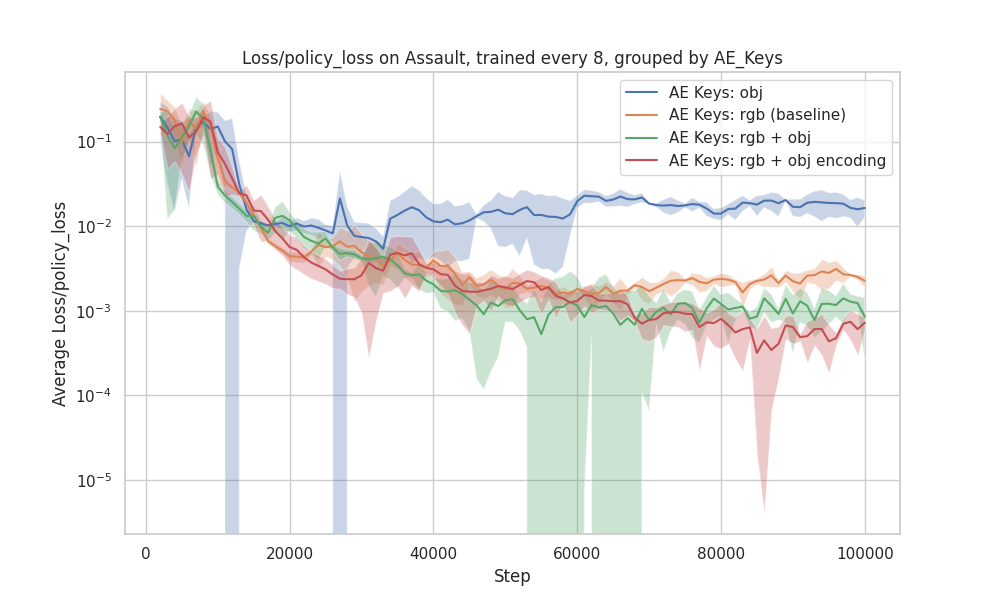 Loss/policy_loss on Assault, trained every 8, grouped by AE_Keys
AE Keys: obj
AE Keys: rgb (baseline)
AE Keys: rgb + obj
AE Keys: rgb + obj encoding
Average Loss/policy_loss
10⁻¹
10⁻²
10⁻³
10⁻⁴
10⁻⁵
0 20000 40000 60000 80000 100000
Step